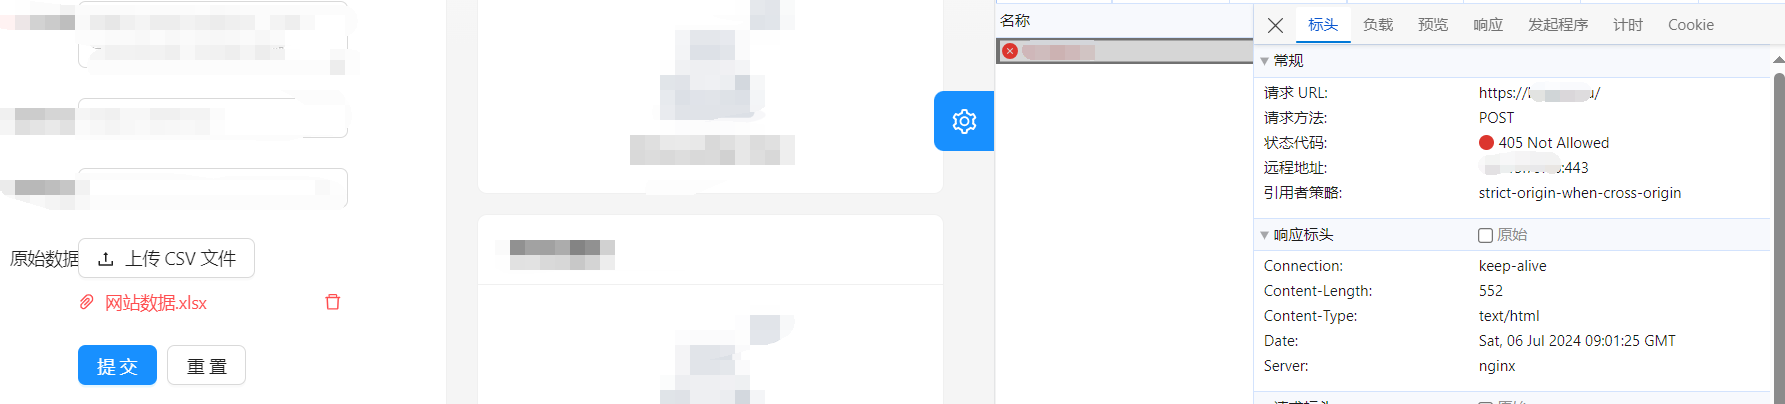 原始数据
上传 CSV 文件
网站数据.xlsx
提 交
重 置
名称
标头 负载 预览 响应 发起程序 计时 Cookie
常规
请求 URL: https:// u/
请求方法: POST
状态代码: 405 Not Allowed
远程地址: :443
引用者策略: strict-origin-when-cross-origin
响应标头 原始
Connection: keep-alive
Content-Length: 552
Content-Type: text/html
Date: Sat, 06 Jul 2024 09:01:25 GMT
Server: nginx